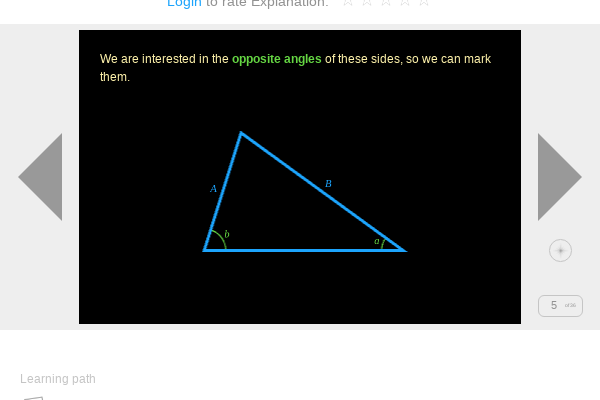 Login to rate Explanation:
We are interested in the opposite angles of these sides, so we can mark
them.
A
B
b
a
5 of 26
Learning path